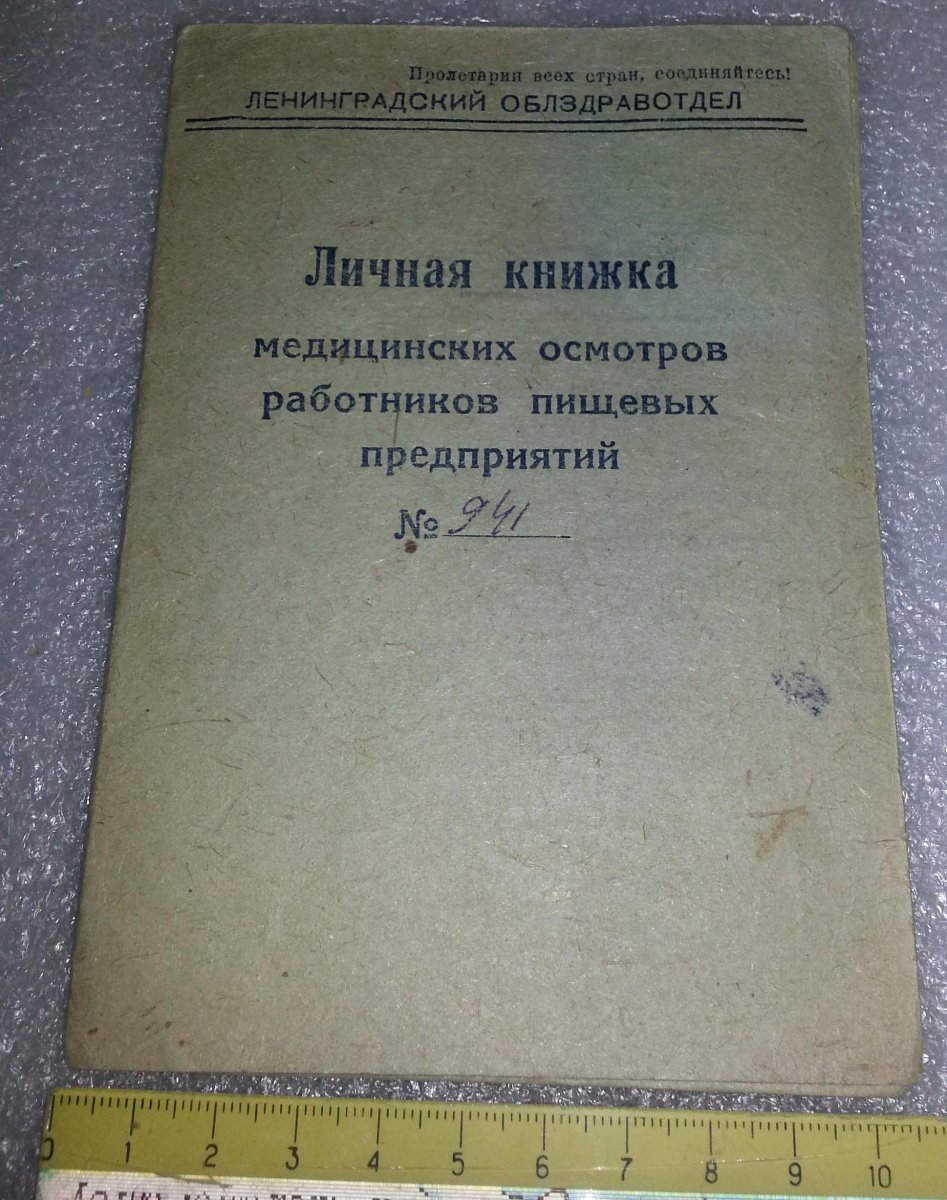 Пролетарии всех стран, соединяйтесь!
ЛЕНИНГРАДСКИЙ ОБЛЗДРАВОТДЕЛ
Личная книжка
медицинских осмотров
работников пищевых
предприятий
№ 941
0 1 2 3 4 5 6 7 8 9 10